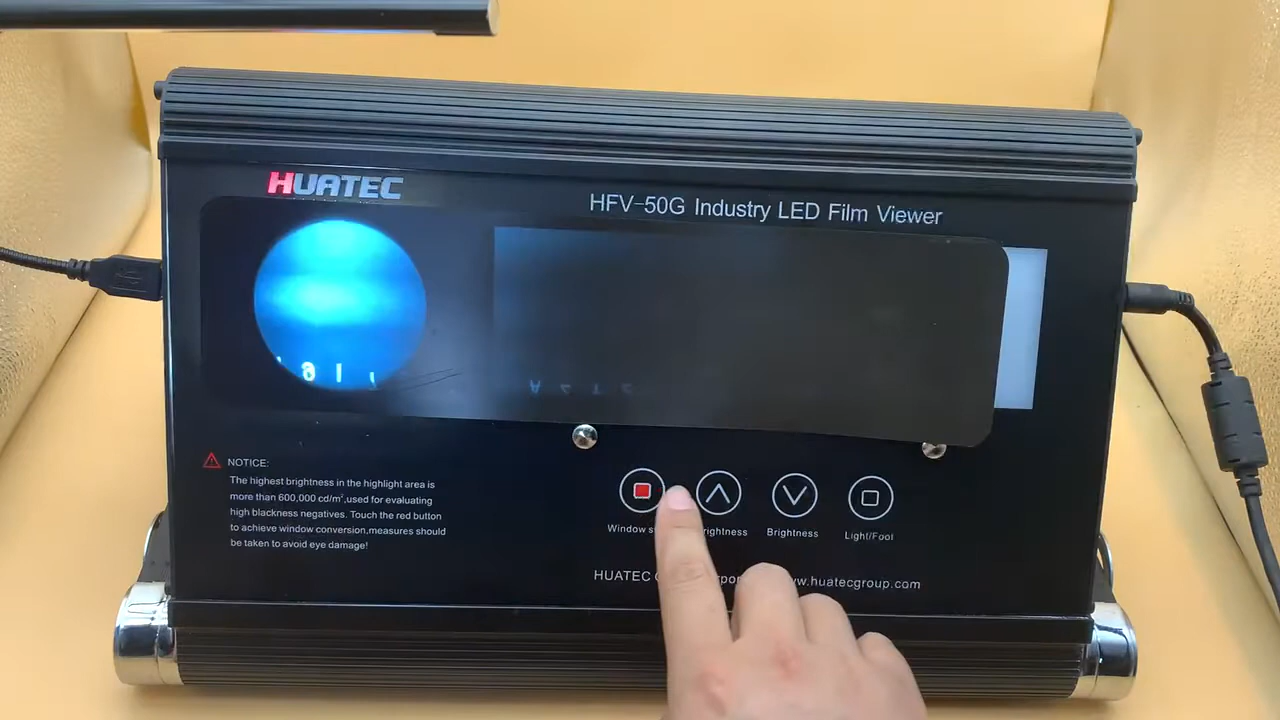 HUATEC
HFV-50G Industry LED Film Viewer
NOTICE:
The highest brightness in the highlight area is
more than 600,000 cd/m²,used for evaluating
high blackness negatives. Touch the red button
to achieve window conversion,measures should
be taken to avoid eye damage!
Window
Brightness
Light/Fool
HUATEC
www.huatecgroup.com